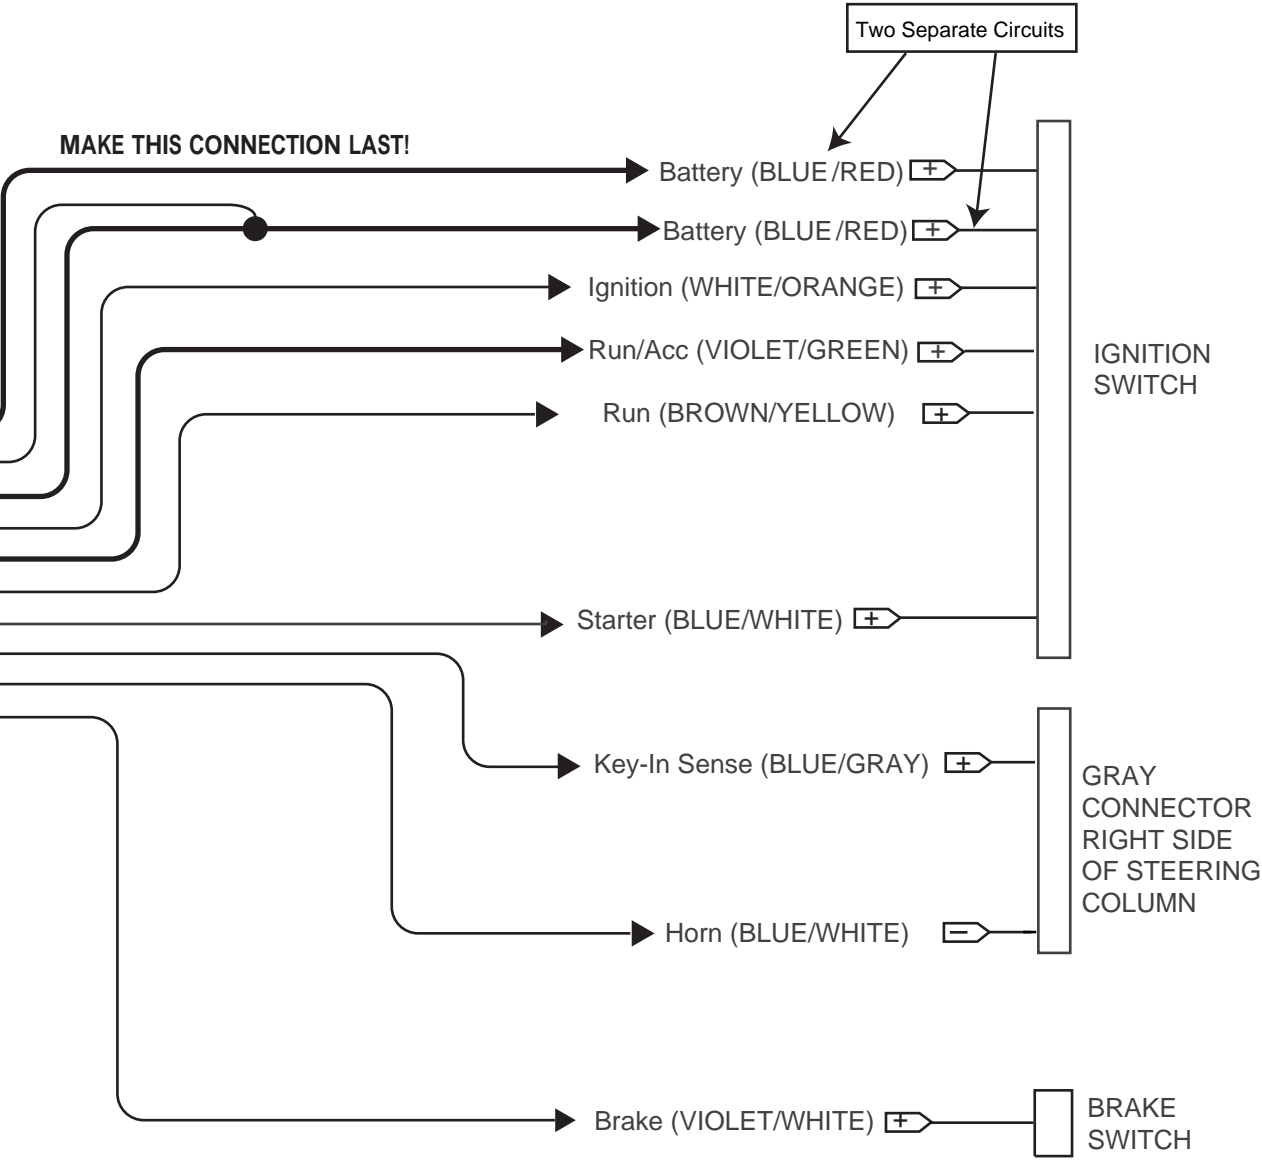 Two Separate Circuits
MAKE THIS CONNECTION LAST!
Battery (BLUE/RED) +
Battery (BLUE/RED) +
Ignition (WHITE/ORANGE) +
Run/Acc (VIOLET/GREEN) +
IGNITION
SWITCH
Run (BROWN/YELLOW) +
Starter (BLUE/WHITE) +
Key-In Sense (BLUE/GRAY) +
GRAY
CONNECTOR
RIGHT SIDE
OF STEERING
COLUMN
Horn (BLUE/WHITE) −
Brake (VIOLET/WHITE) +
BRAKE
SWITCH